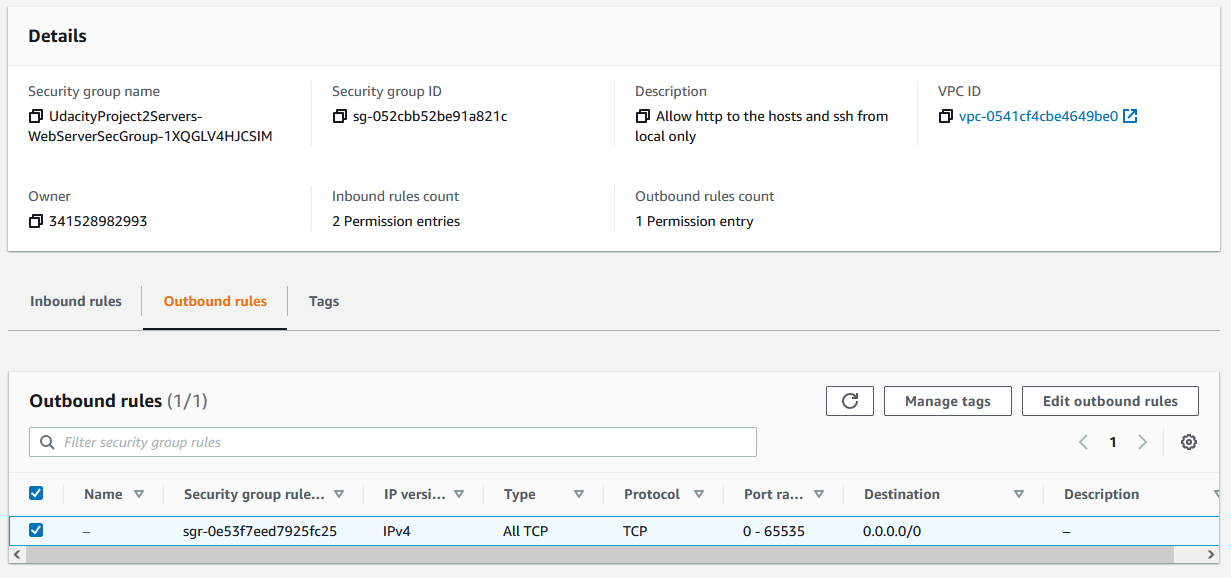 Details
Security group name
UdacityProject2Servers-
WebServerSecGroup-1XQGLV4HJCSIM
Security group ID
sg-052cbb52be91a821c
Description
Allow http to the hosts and ssh from
local only
VPC ID
vpc-0541cf4cbe4649be0
Owner
341528982993
Inbound rules count
2 Permission entries
Outbound rules count
1 Permission entry
Inbound rules Outbound rules Tags
Outbound rules (1/1)
Manage tags Edit outbound rules
Filter security group rules
1
Name Security group rule... IP versi... Type Protocol Port ra... Destination Description
– sgr-0e53f7eed7925fc25 IPv4 All TCP TCP 0 - 65535 0.0.0.0/0 –